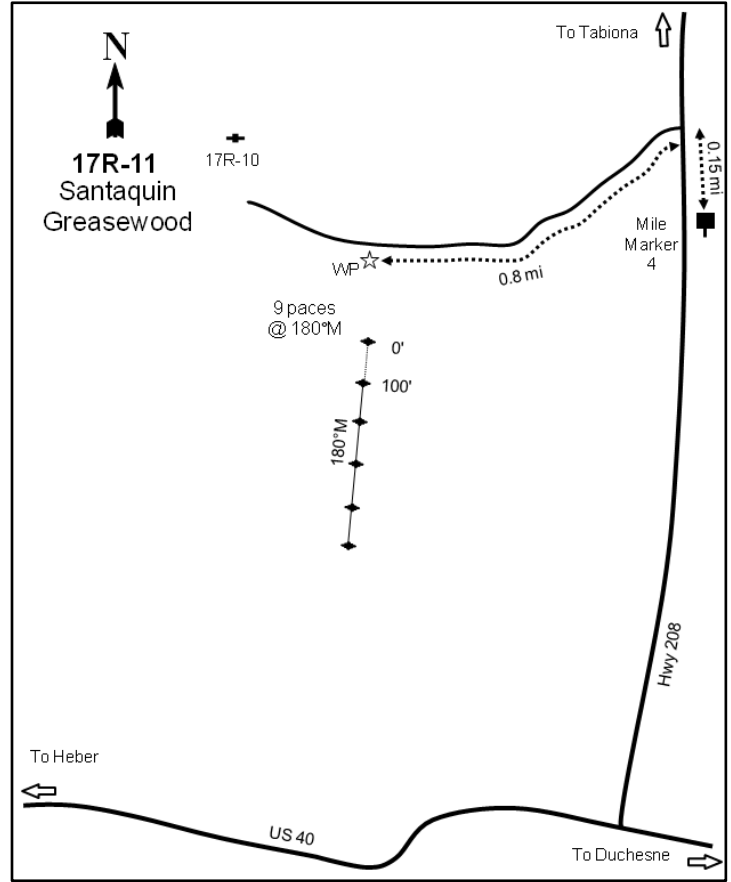 To Tabiona
N
17R-11
Santaquin
Greasewood
17R-10
0.15 mi
Mile
Marker
4
WP
0.8 mi
9 paces
@ 180°M
0'
100'
180°M
Hwy 208
To Heber
US 40
To Duchesne